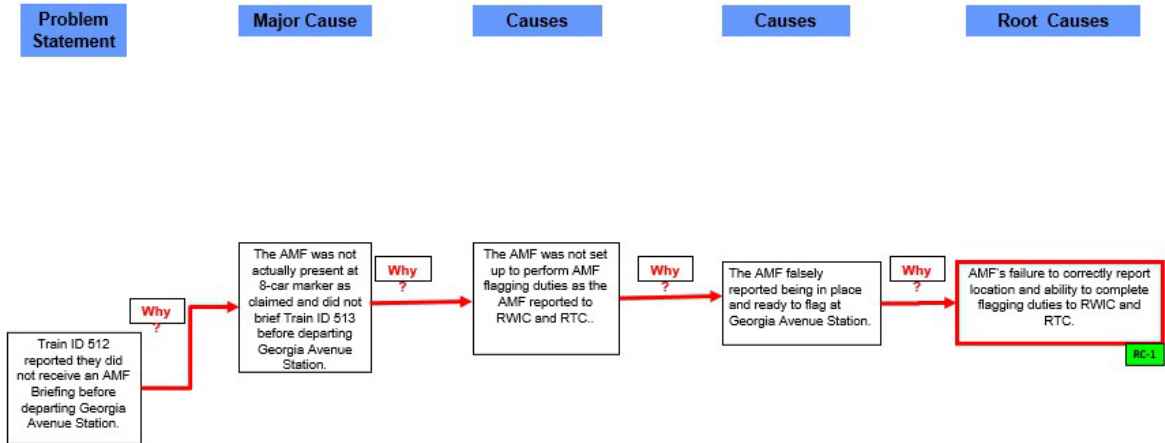 Problem
Statement
Major Cause
Causes
Causes
Root Causes
Train ID 512
reported they did
not receive an AMF
Briefing before
departing Georgia
Avenue Station.
Why
?
The AMF was not
actually present at
8-car marker as
claimed and did not
brief Train ID 513
before departing
Georgia Avenue
Station.
Why
?
The AMF was not set
up to perform AMF
flagging duties as the
AMF reported to
RWIC and RTC..
Why
?
The AMF falsely
reported being in place
and ready to flag at
Georgia Avenue Station.
Why
?
AMF's failure to correctly report
location and ability to complete
flagging duties to RWIC and
RTC.
RC-1